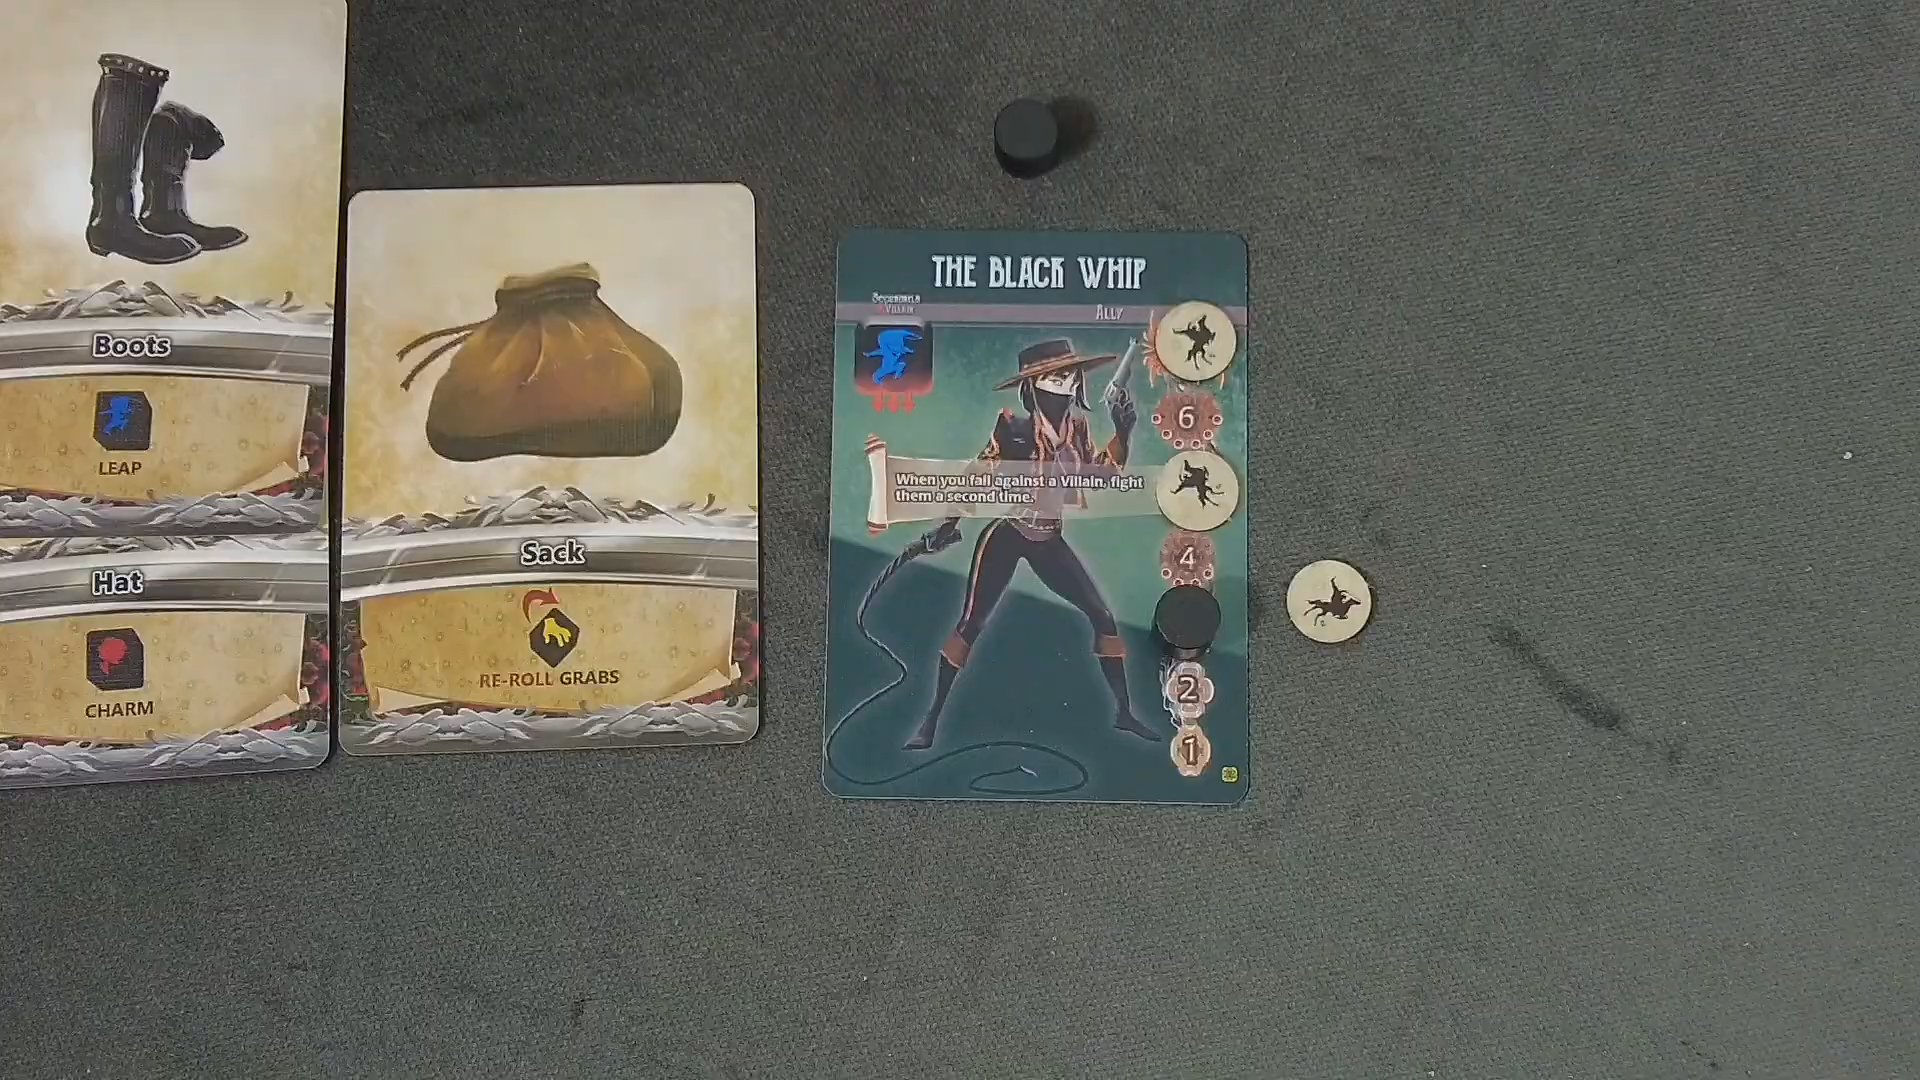 Boots
LEAP
Hat
CHARM
Sack
RE-ROLL GRABS
THE BLACK WHIP
VILLAIN
ALLY
6
When you fail against a Villain, fight
them a second time.
4
2
1